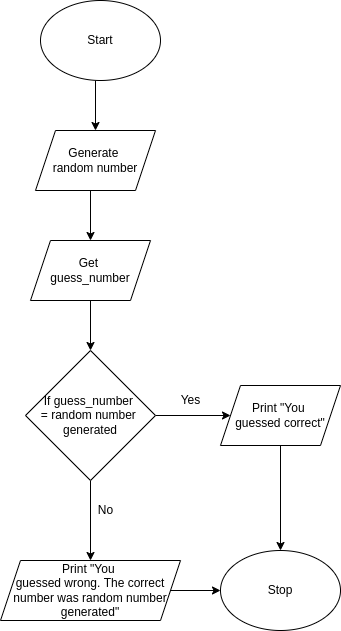 Start
Generate
random number
Get
guess_number
If guess_number
= random number
generated
Yes
Print "You
guessed correct"
No
Print "You
guessed wrong. The correct
number was random number
generated"
Stop